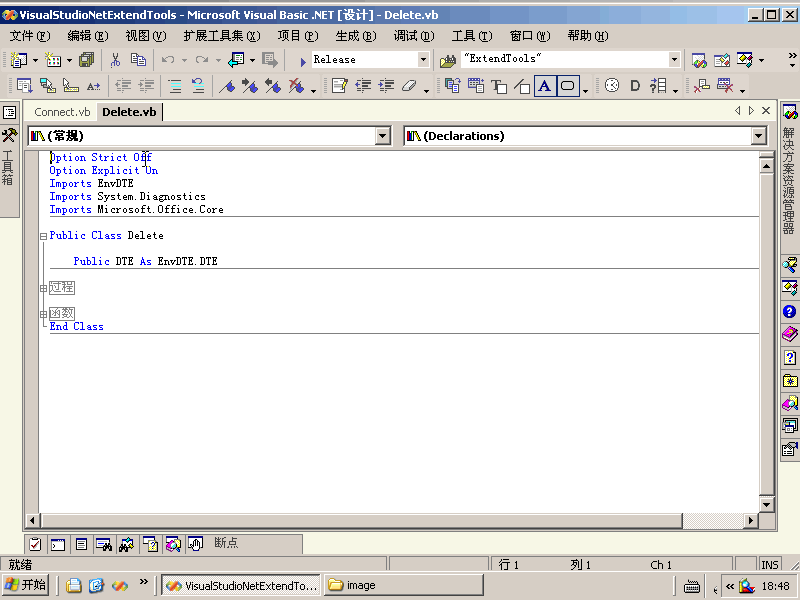 VisualStudioNetExtendTools - Microsoft Visual Basic .NET [设计] - Delete.vb
文件(F) 编辑(E) 视图(V) 扩展工具集(X) 项目(P) 生成(B) 调试(D) 工具(T) 窗口(W) 帮助(H)
Release "ExtendTools"
Connect.vb Delete.vb
(常规) (Declarations)
工具箱
解决方案资源管理器
Option Strict Off
Option Explicit On
Imports EnvDTE
Imports System.Diagnostics
Imports Microsoft.Office.Core
Public Class Delete
Public DTE As EnvDTE.DTE
过程
函数
End Class
断点
就绪 行 1 列 1 Ch 1 INS
开始 VisualStudioNetExtendTo... image 18:48